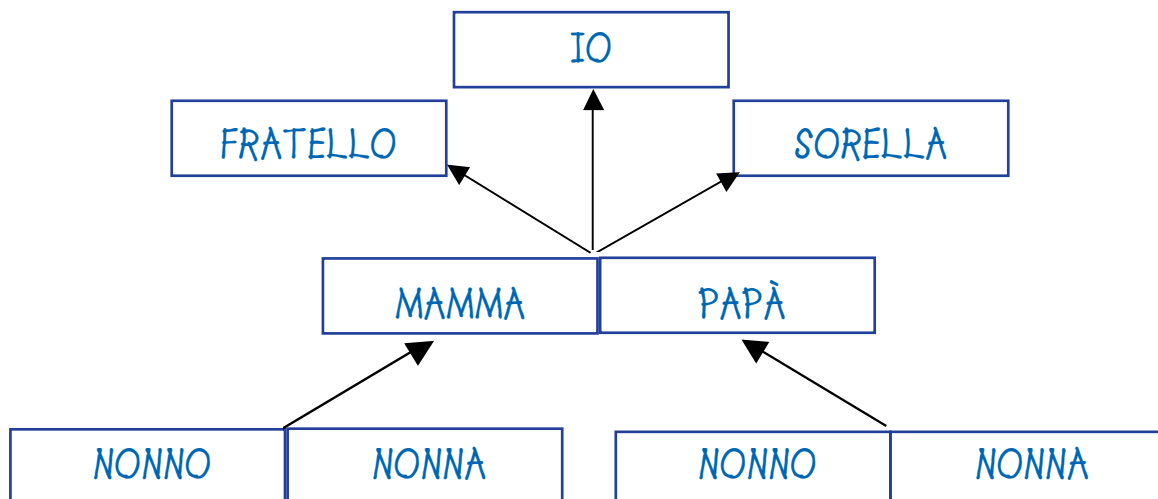 IO
FRATELLO
SORELLA
MAMMA
PAPÀ
NONNO
NONNA
NONNO
NONNA